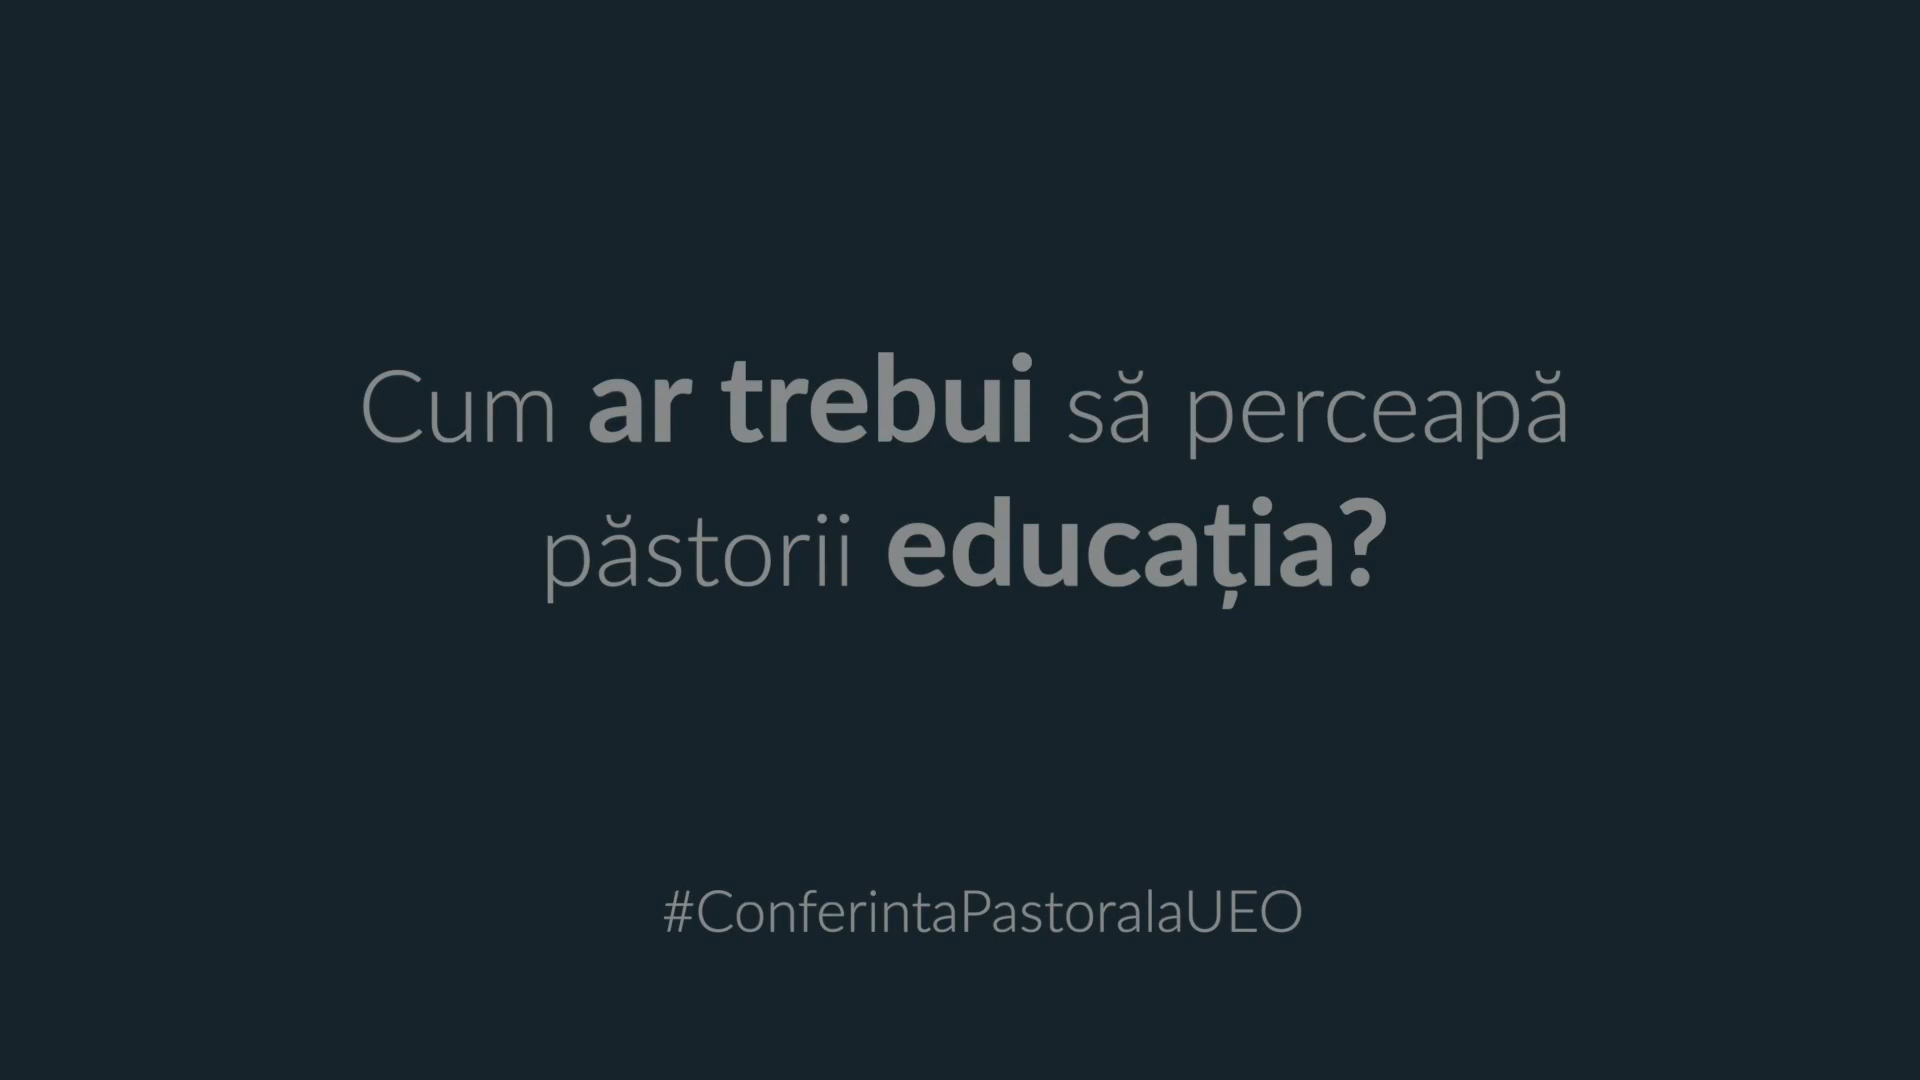 Cum ar trebui să perceapă
păstorii educația?
#ConferintaPastoralaUEO